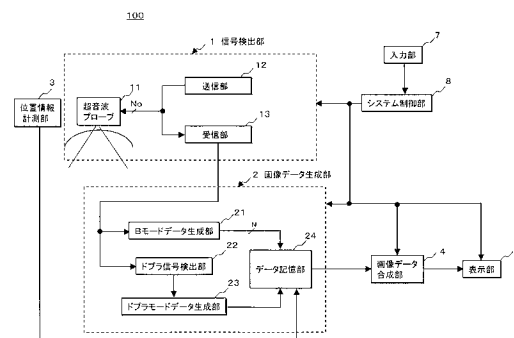 100
1 信号検出部
7
入力部
3
12
11
送信部
8
位置情報
計測部
超音波
プローブ
No
13
システム制御部
受信部
2 画像データ生成部
21
Bモードデータ生成部
N
24
22
ドプラ信号検出部
データ記憶部
4
画像データ
合成部
表示部
23
ドプラモードデータ生成部